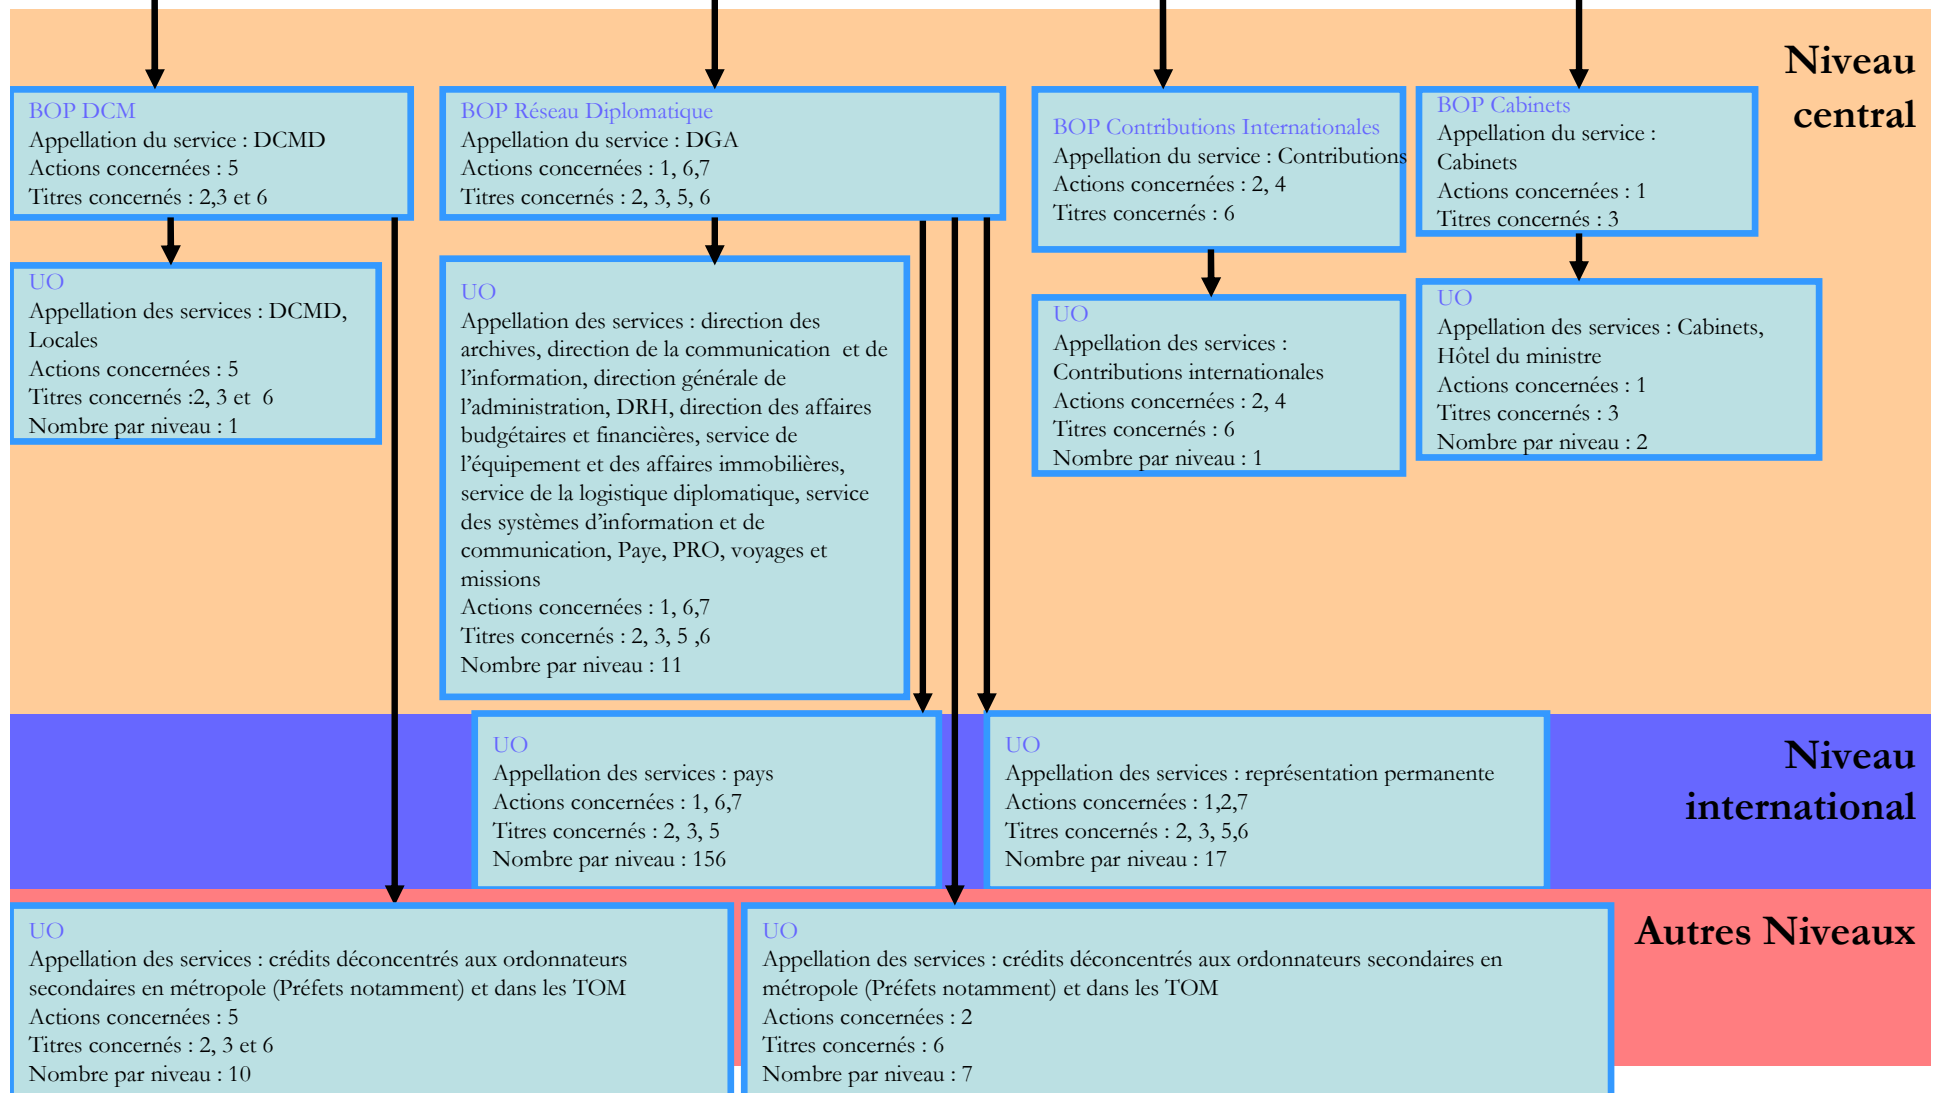 Niveau
central
BOP DCM
Appellation du service : DCMD
Actions concernées : 5
Titres concernés : 2,3 et 6
BOP Réseau Diplomatique
Appellation du service : DGA
Actions concernées : 1, 6,7
Titres concernés : 2, 3, 5, 6
BOP Contributions Internationales
Appellation du service : Contributions
Actions concernées : 2, 4
Titres concernés : 6
BOP Cabinets
Appellation du service :
Cabinets
Actions concernées : 1
Titres concernés : 3
UO
Appellation des services : DCMD,
Locales
Actions concernées : 5
Titres concernés :2, 3 et 6
Nombre par niveau : 1
UO
Appellation des services : direction des
archives, direction de la communication et de
l’information, direction générale de
l’administration, DRH, direction des affaires
budgétaires et financières, service de
l’équipement et des affaires immobilières,
service de la logistique diplomatique, service
des systèmes d’information et de
communication, Paye, PRO, voyages et
missions
Actions concernées : 1, 6,7
Titres concernés : 2, 3, 5 ,6
Nombre par niveau : 11
UO
Appellation des services :
Contributions internationales
Actions concernées : 2, 4
Titres concernés : 6
Nombre par niveau : 1
UO
Appellation des services : Cabinets,
Hôtel du ministre
Actions concernées : 1
Titres concernés : 3
Nombre par niveau : 2
Niveau
international
UO
Appellation des services : pays
Actions concernées : 1, 6,7
Titres concernés : 2, 3, 5
Nombre par niveau : 156
UO
Appellation des services : représentation permanente
Actions concernées : 1,2,7
Titres concernés : 2, 3, 5,6
Nombre par niveau : 17
Autres Niveaux
UO
Appellation des services : crédits déconcentrés aux ordonnateurs
secondaires en métropole (Préfets notamment) et dans les TOM
Actions concernées : 5
Titres concernés : 2, 3 et 6
Nombre par niveau : 10
UO
Appellation des services : crédits déconcentrés aux ordonnateurs secondaires en
métropole (Préfets notamment) et dans les TOM
Actions concernées : 2
Titres concernés : 6
Nombre par niveau : 7